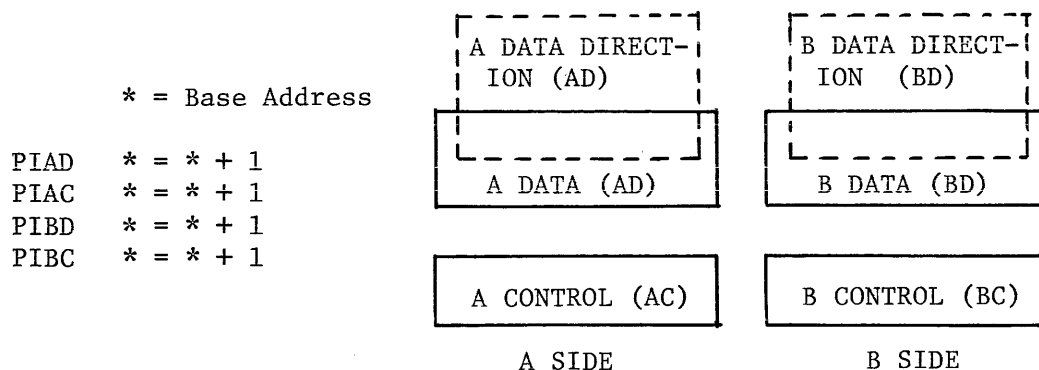 * = Base Address
PIAD * = * + 1
PIAC * = * + 1
PIBD * = * + 1
PIBC * = * + 1
A DATA DIRECT-
ION (AD)
A DATA (AD)
A CONTROL (AC)
A SIDE
B DATA DIRECT-
ION (BD)
B DATA (BD)
B CONTROL (BC)
B SIDE